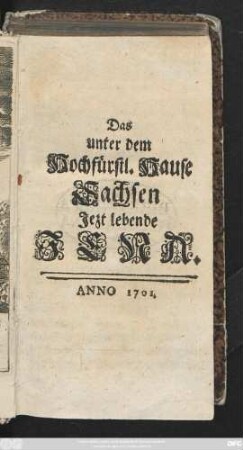 Das
unter dem
Hochfürstl. Hause
Sachsen
Jezt lebende
JENA.
ANNO 1701.